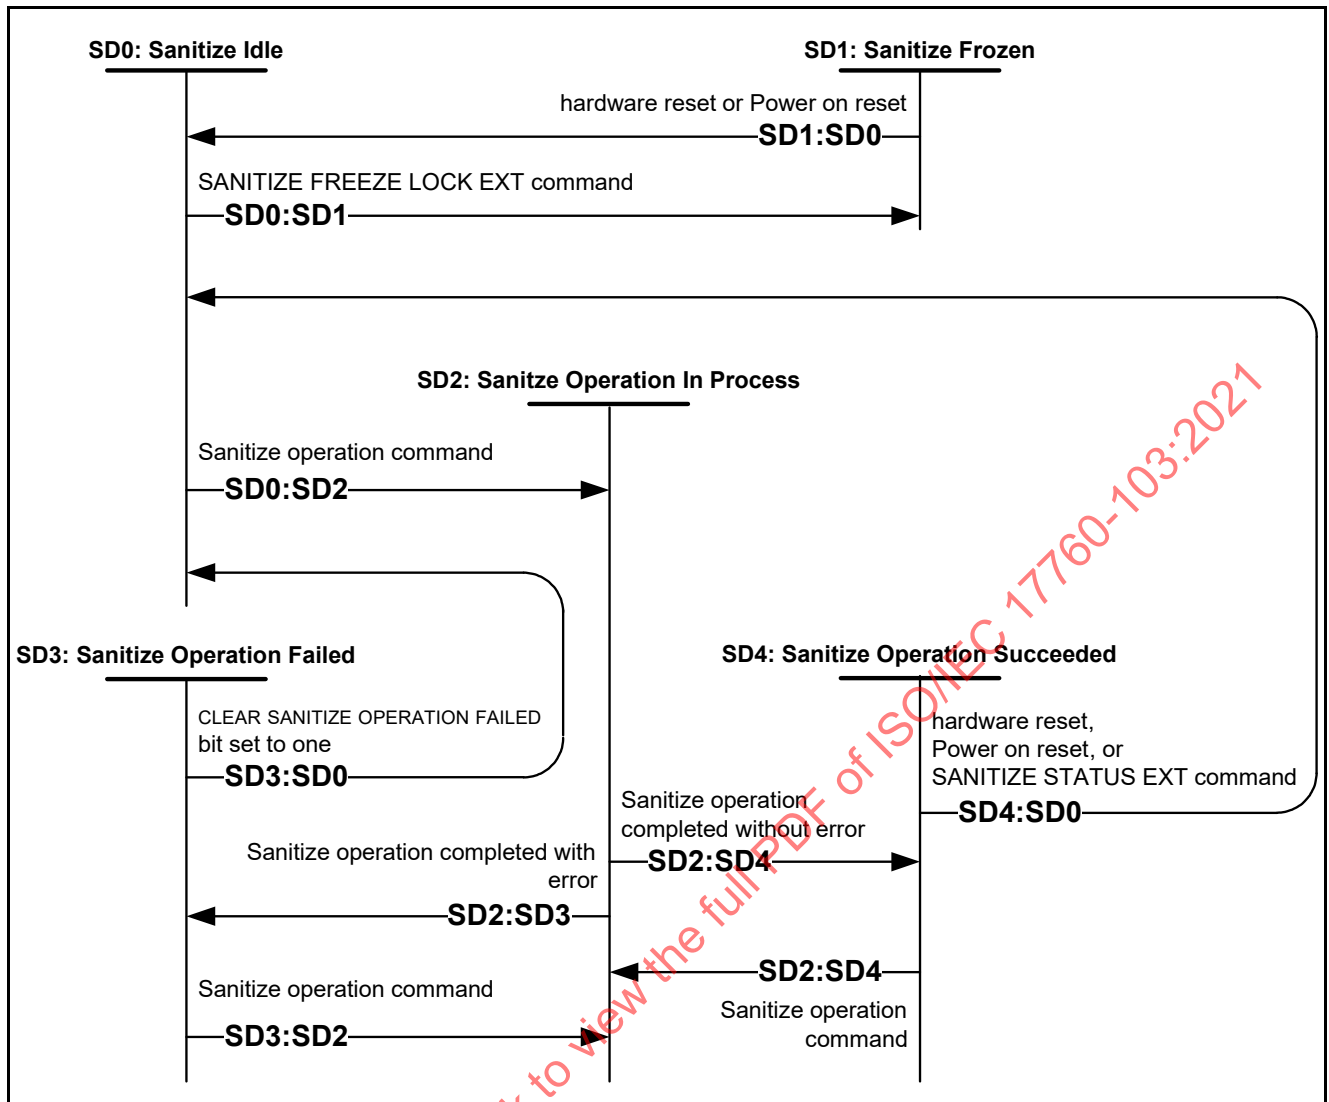 SD0: Sanitize Idle
SD1: Sanitize Frozen
hardware reset or Power on reset
SD1:SD0
SANITIZE FREEZE LOCK EXT command
SD0:SD1
SD2: Sanitze Operation In Process
Sanitize operation command
SD0:SD2
SD3: Sanitize Operation Failed
SD4: Sanitize Operation Succeeded
CLEAR SANITIZE OPERATION FAILED
bit set to one
SD3:SD0
hardware reset,
Power on reset, or
SANITIZE STATUS EXT command
SD4:SD0
Sanitize operation
completed without error
SD2:SD4
Sanitize operation completed with
error
SD2:SD3
SD2:SD4
Sanitize operation
command
Sanitize operation command
SD3:SD2
to view the full PDF of ISO/IEC 17760-103:2021